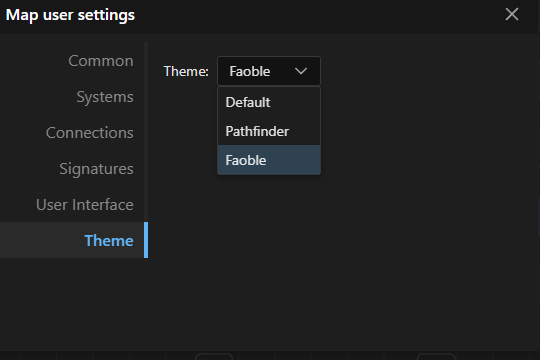 Map user settings
Common
Systems
Connections
Signatures
User Interface
Theme
Theme: Faoble
Default
Pathfinder
Faoble